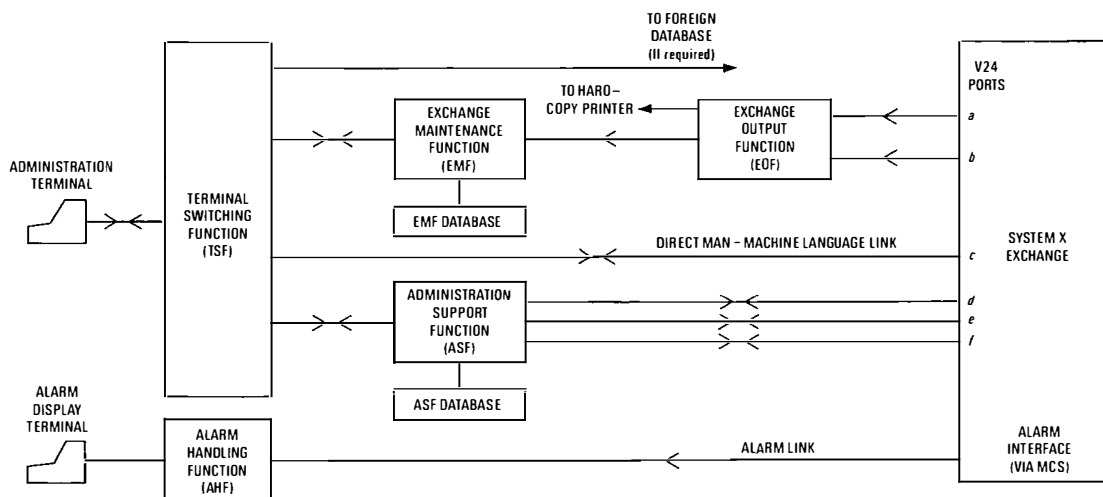 TO FOREIGN
DATABASE
(II required)
V24
PORTS
TO HARO–
COPY PRINTER
EXCHANGE
MAINTENANCE
FUNCTION
(EMF)
EXCHANGE
OUTPUT
FUNCTION
(EOF)
a
b
ADMINISTRATION
TERMINAL
TERMINAL
SWITCHING
FUNCTION
(TSF)
EMF DATABASE
DIRECT MAN – MACHINE LANGUAGE LINK
c
SYSTEM X
EXCHANGE
ADMINISTRATION
SUPPORT
FUNCTION
(ASF)
d
e
f
ASF DATABASE
ALARM
DISPLAY
TERMINAL
ALARM
HANDLING
FUNCTION
(AHF)
ALARM LINK
ALARM
INTERFACE
(VIA MCS)